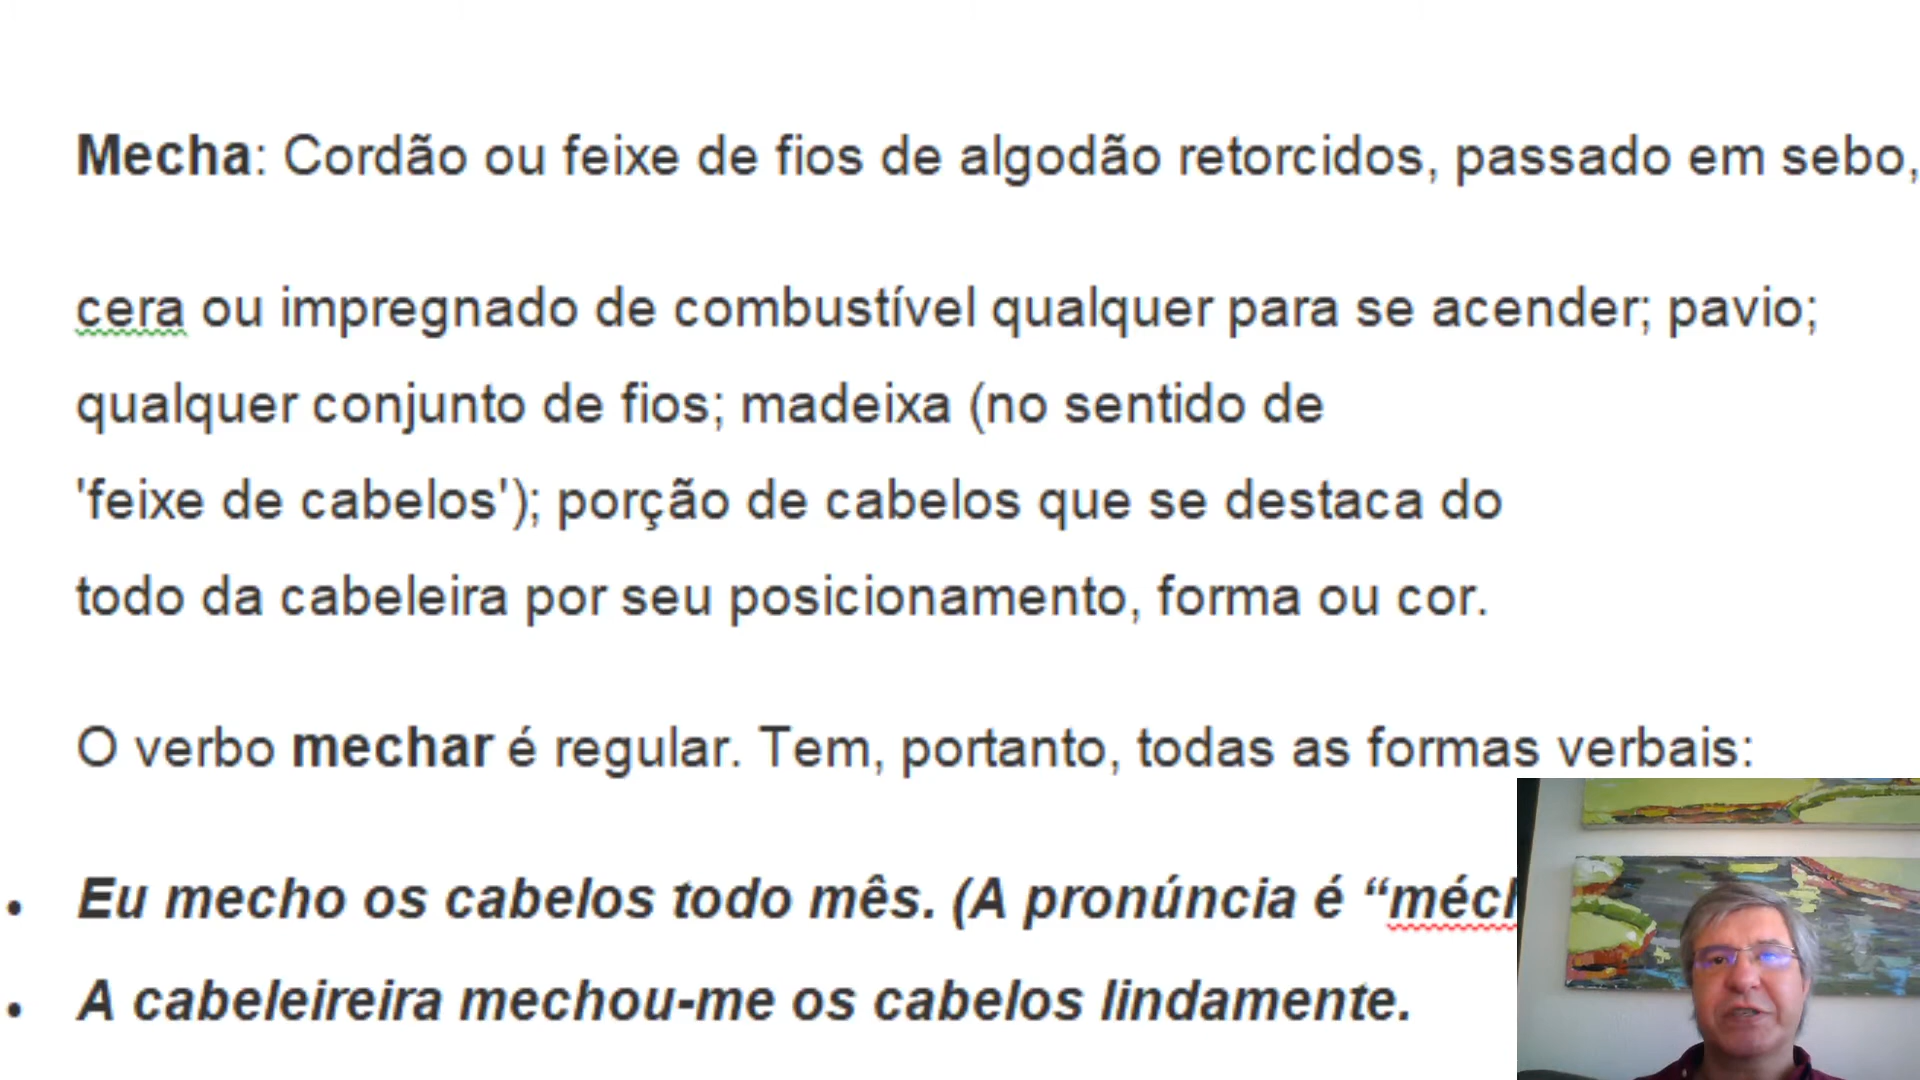 Mecha: Cordão ou feixe de fios de algodão retorcidos, passado em sebo,
cera ou impregnado de combustível qualquer para se acender; pavio;
qualquer conjunto de fios; madeixa (no sentido de
'feixe de cabelos'); porção de cabelos que se destaca do
todo da cabeleira por seu posicionamento, forma ou cor.
O verbo mechar é regular. Tem, portanto, todas as formas verbais:
• Eu mecho os cabelos todo mês. (A pronúncia é “
• A cabeleireira mechou-me os cabelos lindamente.